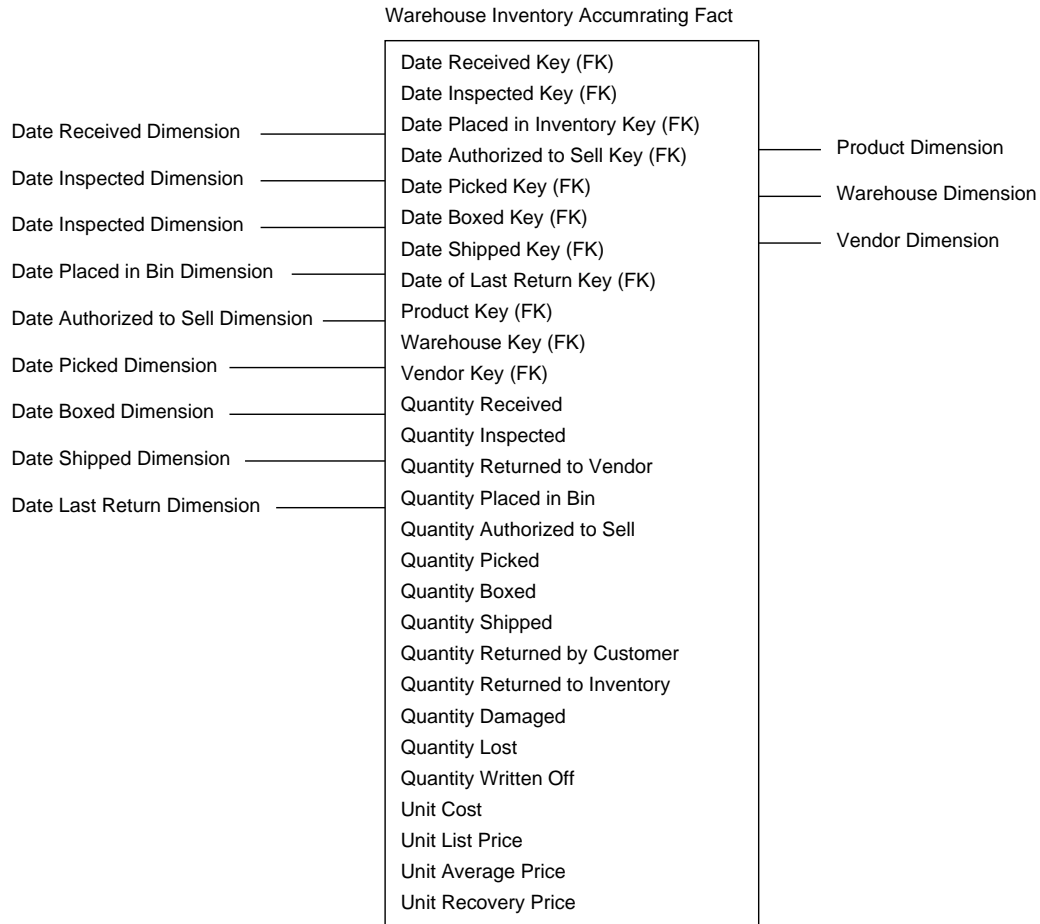 Warehouse Inventory Accumrating Fact
Date Received Key (FK)
Date Inspected Key (FK)
Date Placed in Inventory Key (FK)
Date Authorized to Sell Key (FK)
Date Picked Key (FK)
Date Boxed Key (FK)
Date Shipped Key (FK)
Date of Last Return Key (FK)
Product Key (FK)
Warehouse Key (FK)
Vendor Key (FK)
Quantity Received
Quantity Inspected
Quantity Returned to Vendor
Quantity Placed in Bin
Quantity Authorized to Sell
Quantity Picked
Quantity Boxed
Quantity Shipped
Quantity Returned by Customer
Quantity Returned to Inventory
Quantity Damaged
Quantity Lost
Quantity Written Off
Unit Cost
Unit List Price
Unit Average Price
Unit Recovery Price
Date Received Dimension
Date Inspected Dimension
Date Inspected Dimension
Date Placed in Bin Dimension
Date Authorized to Sell Dimension
Date Picked Dimension
Date Boxed Dimension
Date Shipped Dimension
Date Last Return Dimension
Product Dimension
Warehouse Dimension
Vendor Dimension